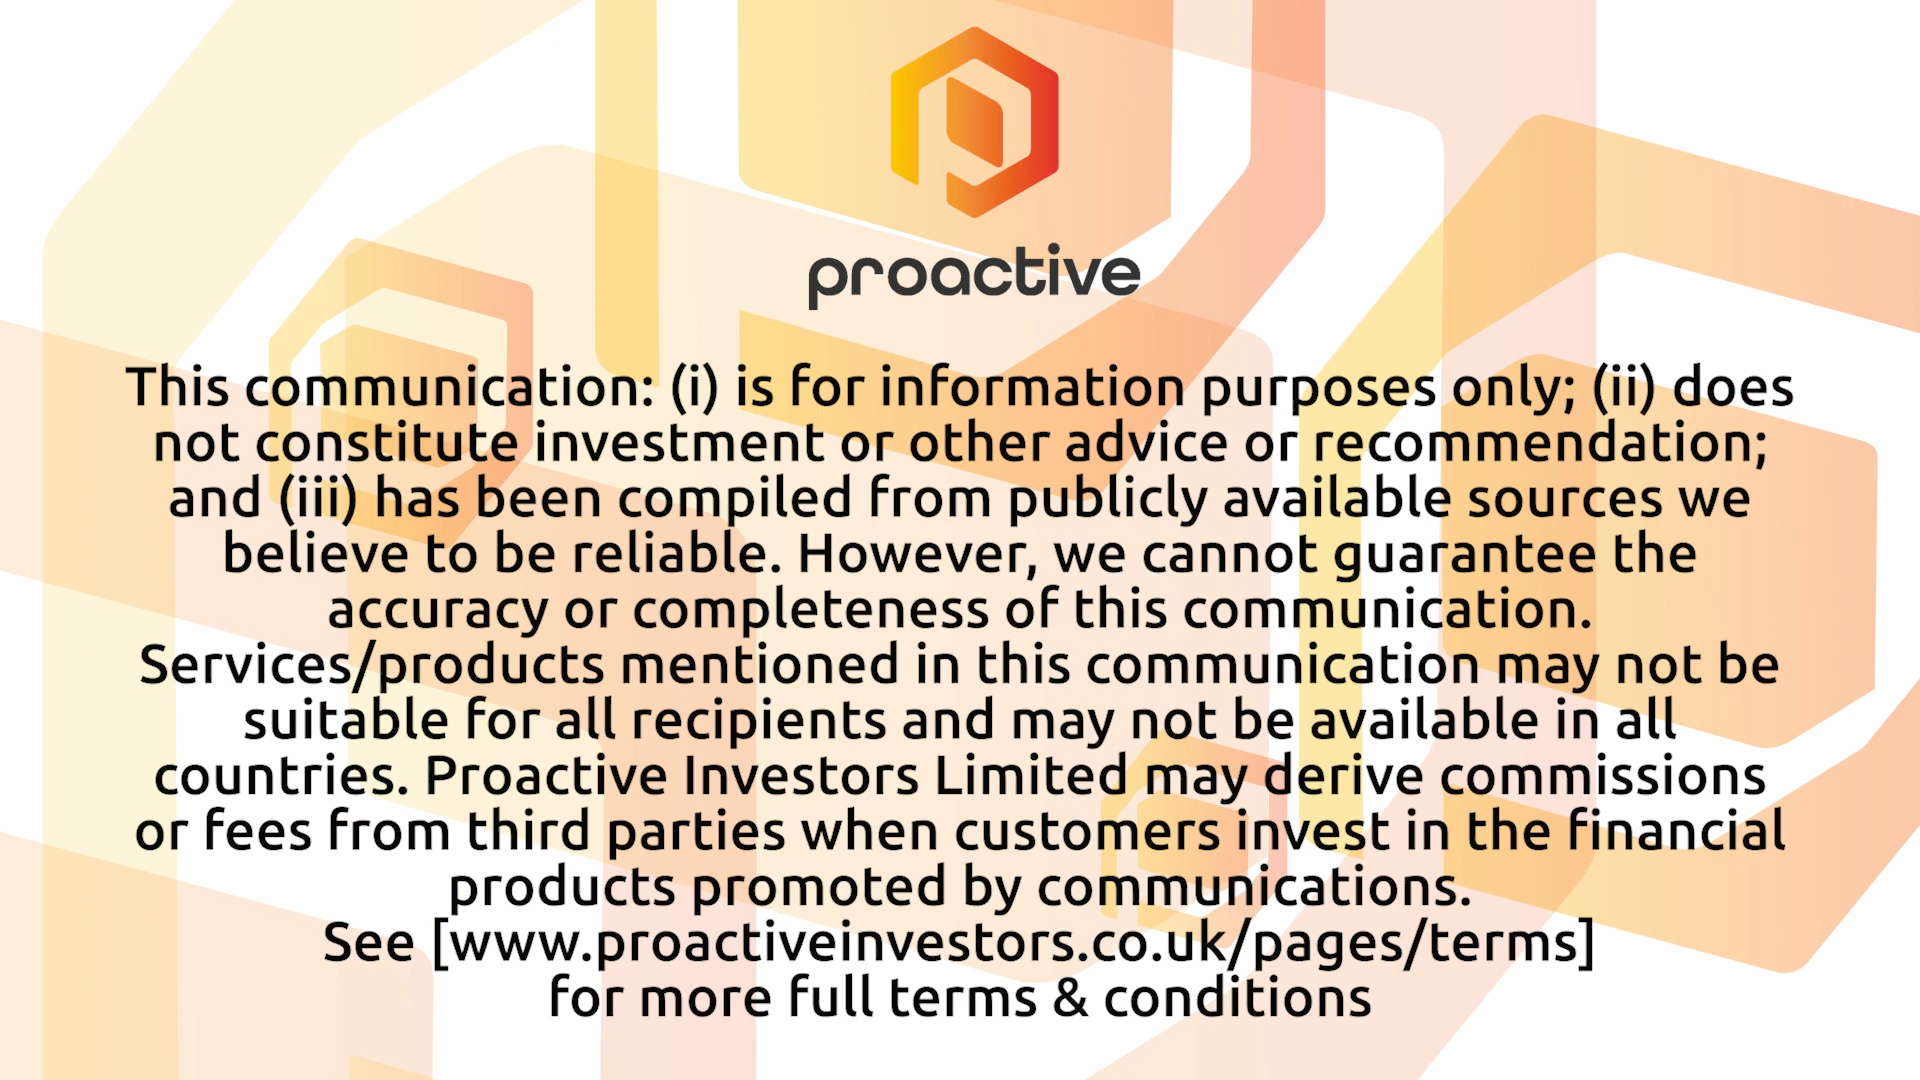 proactive
This communication: (i) is for information purposes only; (ii) does
not constitute investment or other advice or recommendation;
and (iii) has been compiled from publicly available sources we
believe to be reliable. However, we cannot guarantee the
accuracy or completeness of this communication.
Services/products mentioned in this communication may not be
suitable for all recipients and may not be available in all
countries. Proactive Investors Limited may derive commissions
or fees from third parties when customers invest in the financial
products promoted by communications.
See [www.proactiveinvestors.co.uk/pages/terms]
for more full terms & conditions